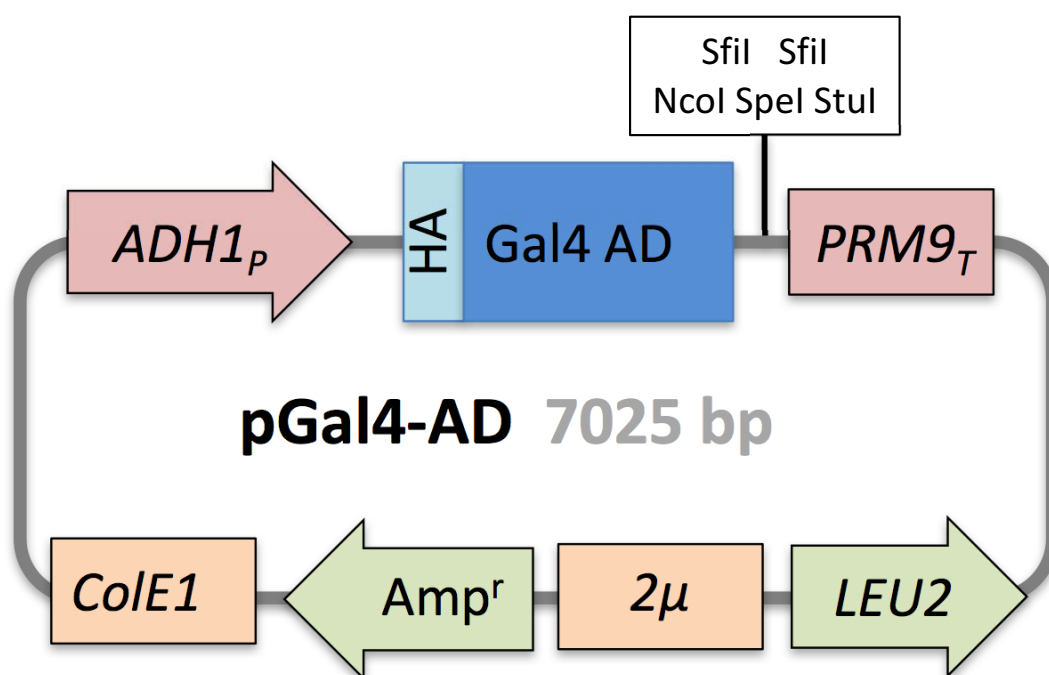 SfiI SfiI
NcoI SpeI StuI
ADH1P
HA
Gal4 AD
PRM9T
pGal4-AD 7025 bp
ColE1
Ampr
2μ
LEU2